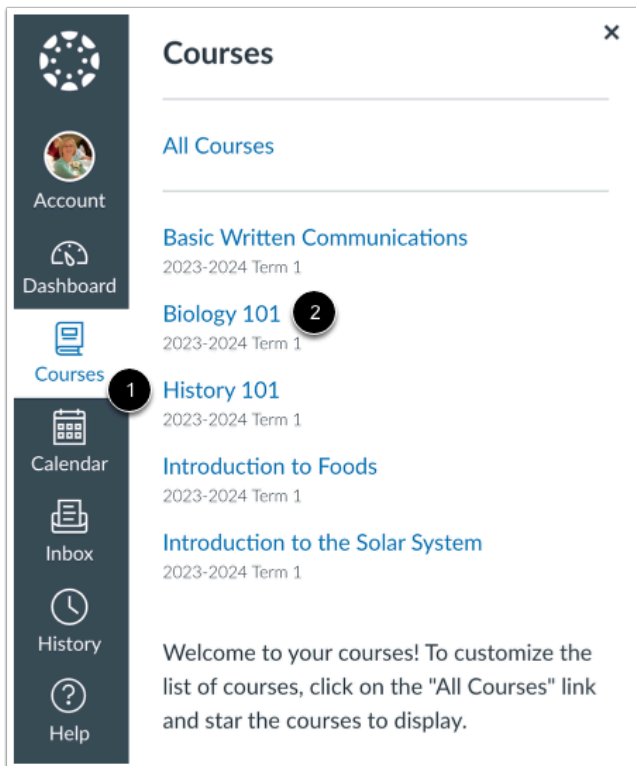 Account
Dashboard
Courses
1
Calendar
Inbox
History
Help
Courses
×
All Courses
Basic Written Communications
2023-2024 Term 1
Biology 101 2
2023-2024 Term 1
History 101
2023-2024 Term 1
Introduction to Foods
2023-2024 Term 1
Introduction to the Solar System
2023-2024 Term 1
Welcome to your courses! To customize the
list of courses, click on the "All Courses" link
and star the courses to display.